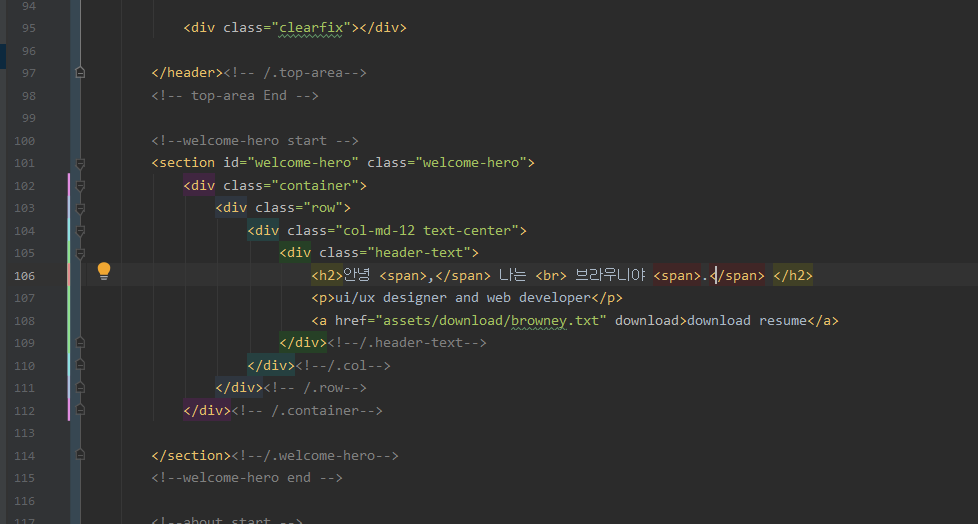 94
95 <div class="clearfix"></div>
96
97 </header><!-- /.top-area-->
98 <!-- top-area End -->
99
100 <!--welcome-hero start -->
101 <section id="welcome-hero" class="welcome-hero">
102 <div class="container">
103 <div class="row">
104 <div class="col-md-12 text-center">
105 <div class="header-text">
106 <h2>안녕 <span>,</span> 나는 <br> 브라우니야 <span>.</span> </h2>
107 <p>ui/ux designer and web developer</p>
108 <a href="assets/download/browney.txt" download>download resume</a>
109 </div><!--/.header-text-->
110 </div><!--/.col-->
111 </div><!-- /.row-->
112 </div><!-- /.container-->
113
114 </section><!--/.welcome-hero-->
115 <!--welcome-hero end -->
116
117 <!--about start -->